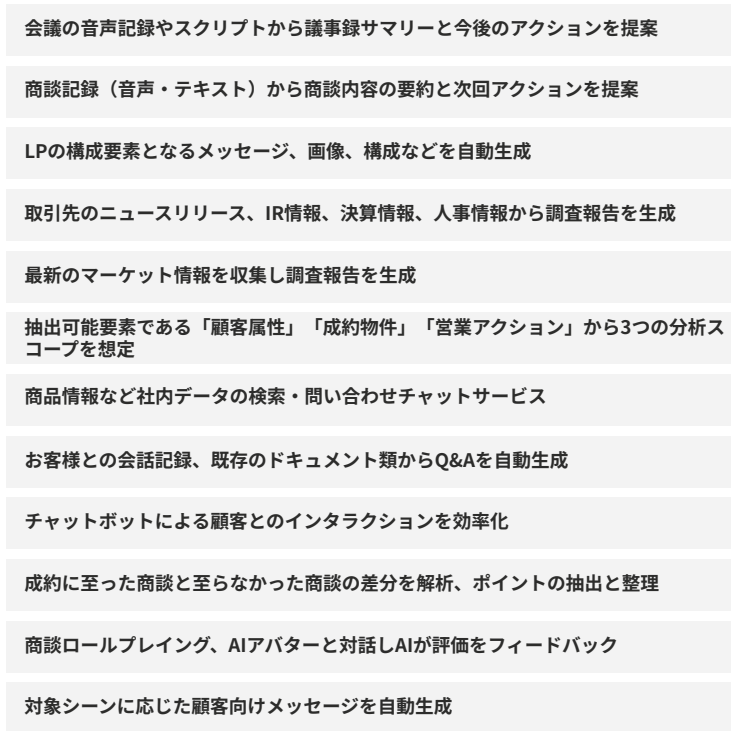 会議の音声記録やスクリプトから議事録サマリーと今後のアクションを提案
商談記録（音声・テキスト）から商談内容の要約と次回アクションを提案
LPの構成要素となるメッセージ、画像、構成などを自動生成
取引先のニュースリリース、IR情報、決算情報、人事情報から調査報告を生成
最新のマーケット情報を収集し調査報告を生成
抽出可能要素である「顧客属性」「成約物件」「営業アクション」から3つの分析ス
コープを想定
商品情報など社内データの検索・問い合わせチャットサービス
お客様との会話記録、既存のドキュメント類からQ&Aを自動生成
チャットボットによる顧客とのインタラクションを効率化
成約に至った商談と至らなかった商談の差分を解析、ポイントの抽出と整理
商談ロールプレイング、AIアバターと対話しAIが評価をフィードバック
対象シーンに応じた顧客向けメッセージを自動生成